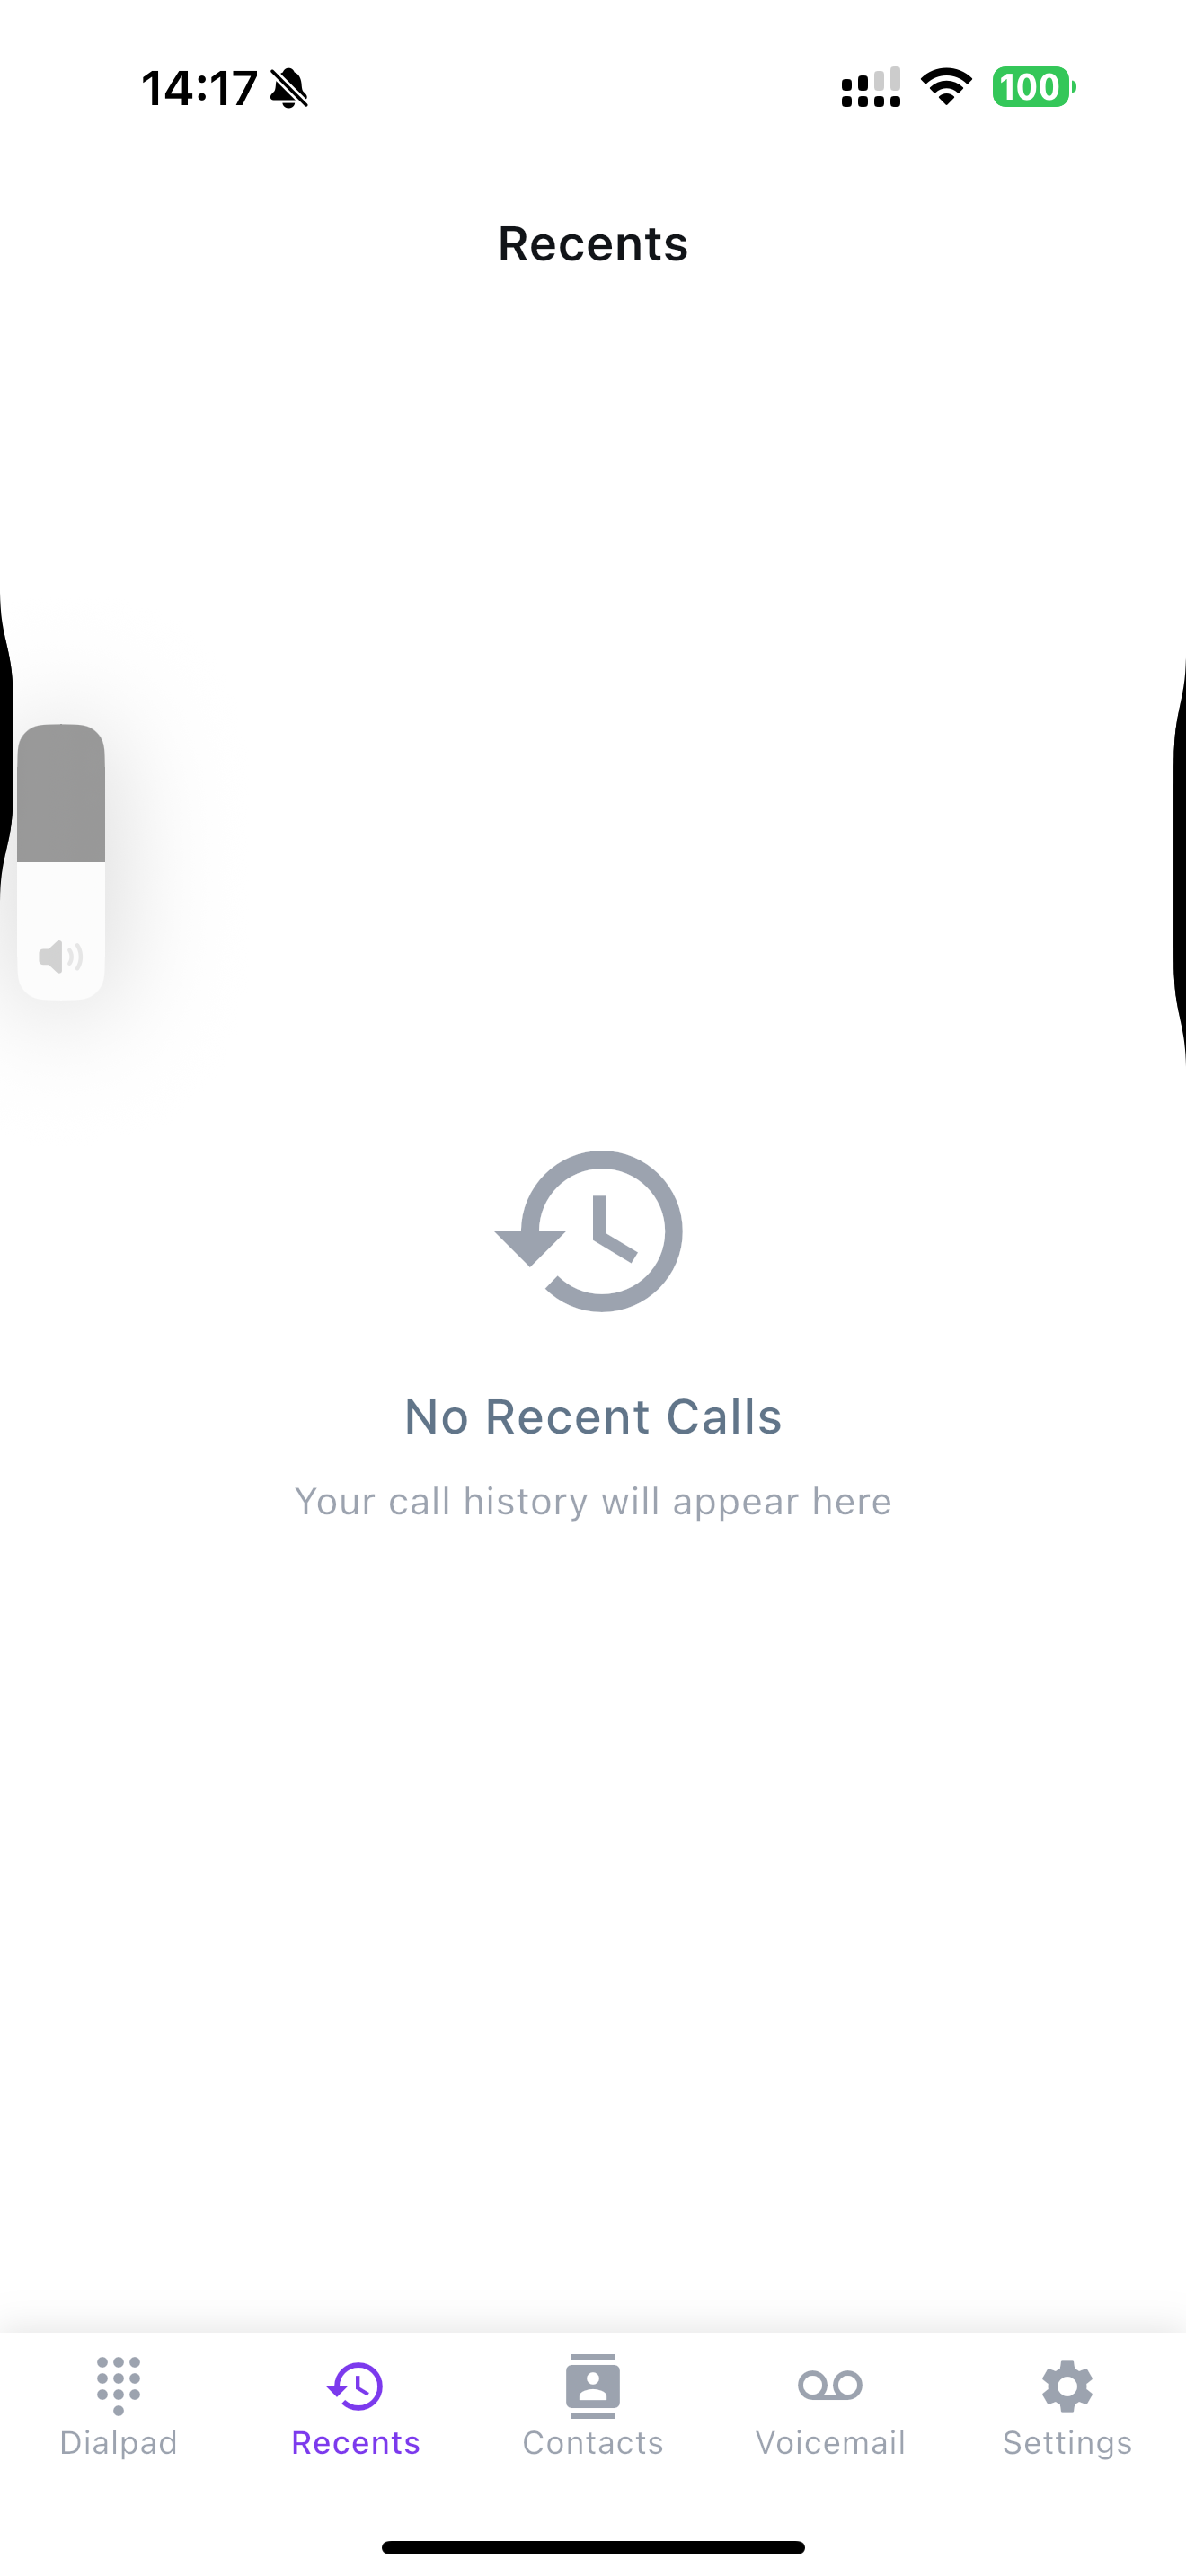 14:17
100
Recents
No Recent Calls
Your call history will appear here
Dialpad
Recents
Contacts
Voicemail
Settings